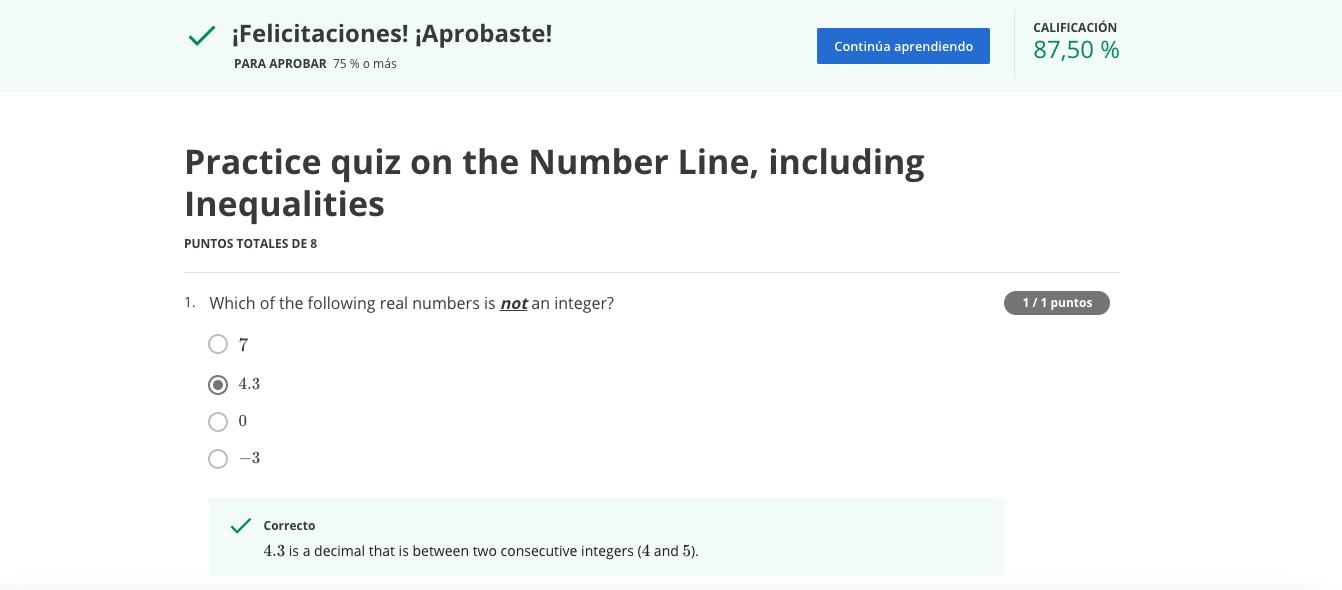 ¡Felicitaciones! ¡Aprobaste!
PARA APROBAR 75 % o más
Continúa aprendiendo
CALIFICACIÓN
87,50 %
Practice quiz on the Number Line, including
Inequalities
PUNTOS TOTALES DE 8
1. Which of the following real numbers is not an integer?
1 / 1 puntos
7
4.3
0
−3
Correcto
4.3 is a decimal that is between two consecutive integers (4 and 5).